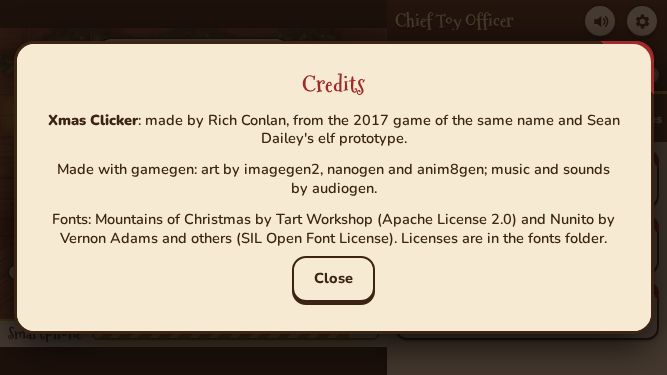 Chief Toy Officer
Credits
Xmas Clicker: made by Rich Conlan, from the 2017 game of the same name and Sean
Dailey's elf prototype.
Made with gamegen: art by imagegen2, nanogen and anim8gen; music and sounds
by audiogen.
Fonts: Mountains of Christmas by Tart Workshop (Apache License 2.0) and Nunito by
Vernon Adams and others (SIL Open Font License). Licenses are in the fonts folder.
Close